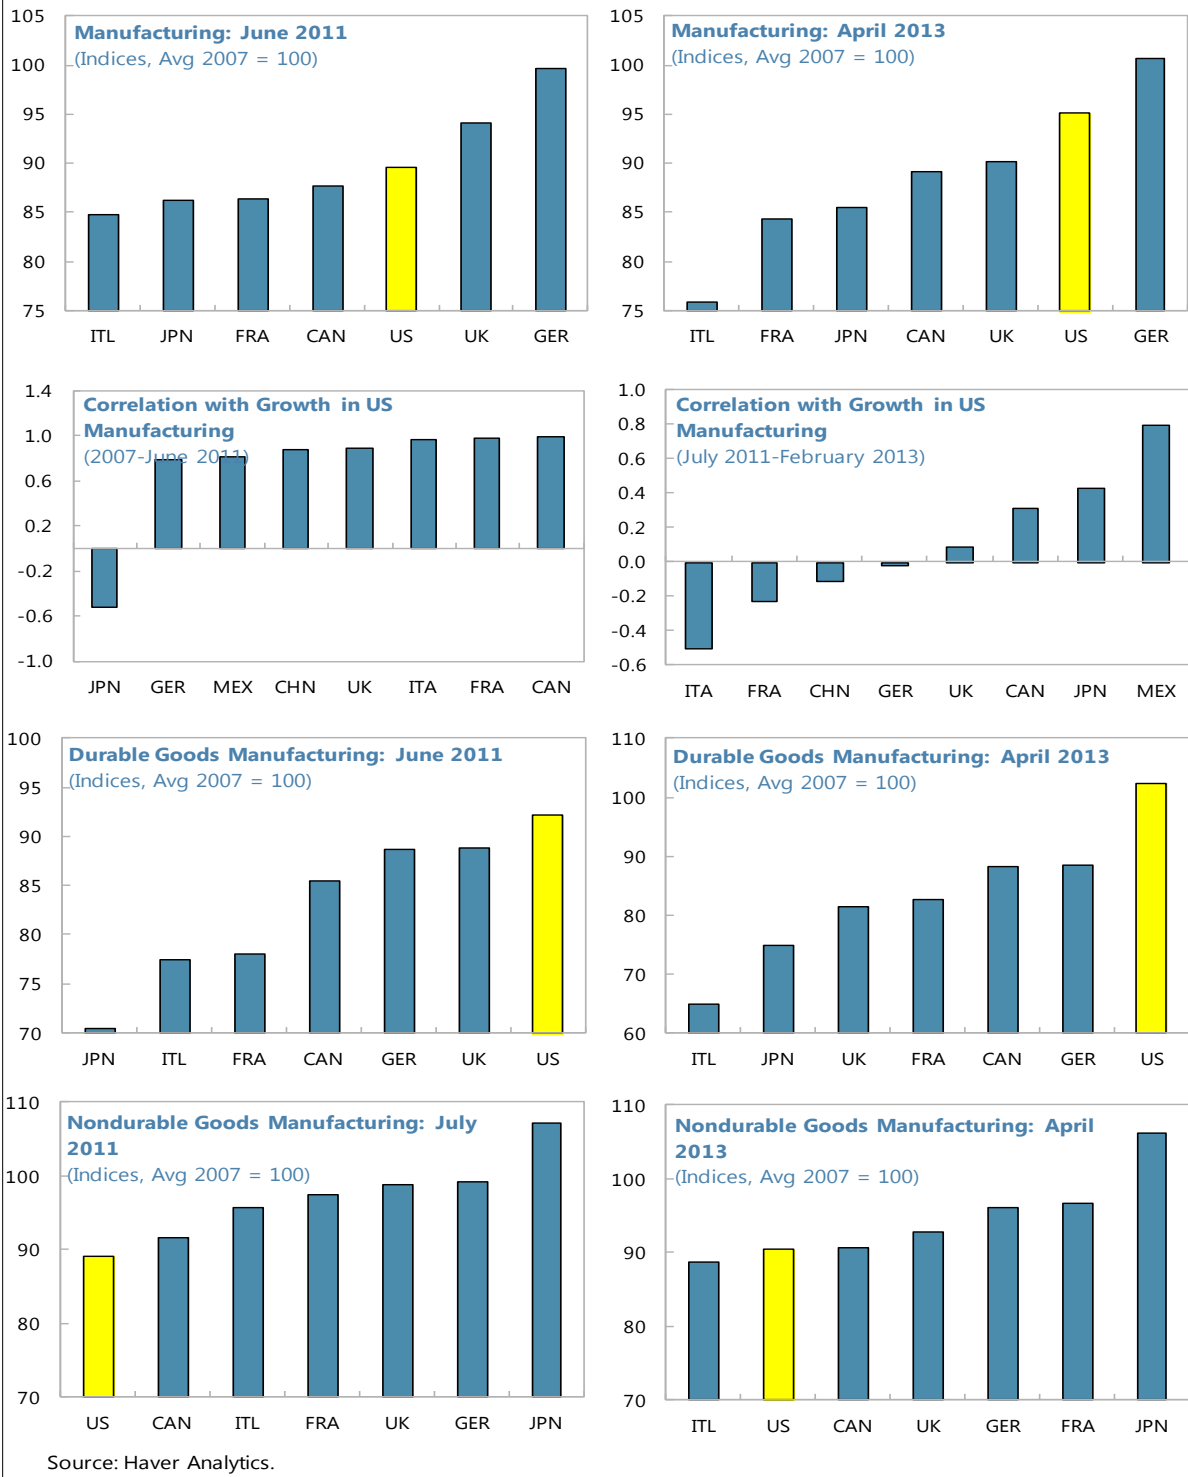 Manufacturing: June 2011
(Indices, Avg 2007 = 100)
105
100
95
90
85
80
75
ITL JPN FRA CAN US UK GER
Manufacturing: April 2013
(Indices, Avg 2007 = 100)
105
100
95
90
85
80
75
ITL FRA JPN CAN UK US GER
Correlation with Growth in US
Manufacturing
(2007-June 2011)
1.4
1.0
0.6
0.2
-0.2
-0.6
-1.0
JPN GER MEX CHN UK ITA FRA CAN
Correlation with Growth in US
Manufacturing
(July 2011-February 2013)
1.0
0.8
0.6
0.4
0.2
0.0
-0.2
-0.4
-0.6
ITA FRA CHN GER UK CAN JPN MEX
Durable Goods Manufacturing: June 2011
(Indices, Avg 2007 = 100)
100
95
90
85
80
75
70
JPN ITL FRA CAN GER UK US
Durable Goods Manufacturing: April 2013
(Indices, Avg 2007 = 100)
110
100
90
80
70
60
ITL JPN UK FRA CAN GER US
Nondurable Goods Manufacturing: July
2011
(Indices, Avg 2007 = 100)
110
100
90
80
70
US CAN ITL FRA UK GER JPN
Nondurable Goods Manufacturing: April
2013
(Indices, Avg 2007 = 100)
110
100
90
80
70
ITL US CAN UK GER FRA JPN
Source: Haver Analytics.